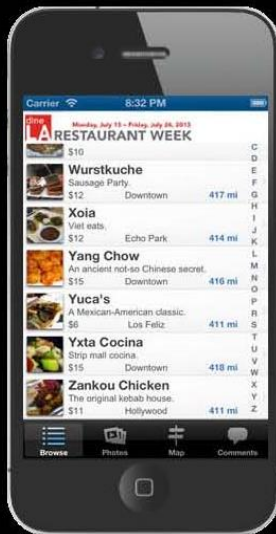 Carrier 8:32 PM
dine
LA RESTAURANT WEEK
Monday, July 15 – Friday, July 26, 2013
$10
Wurstkuche
Sausage Party.
$12 Downtown 417 mi
Xoia
Viet eats.
$12 Echo Park 414 mi
Yang Chow
An ancient not-so Chinese secret.
$15 Downtown 416 mi
Yuca's
A Mexican-American classic.
$6 Los Feliz 411 mi
Yxta Cocina
Strip mall cocina.
$15 Downtown 418 mi
Zankou Chicken
The original kebab house.
$11 Hollywood 411 mi
C
D
E
F
G
H
I
J
K
L
M
N
O
P
R
S
T
U
V
W
X
Y
Z
Browse Photos Map Comments